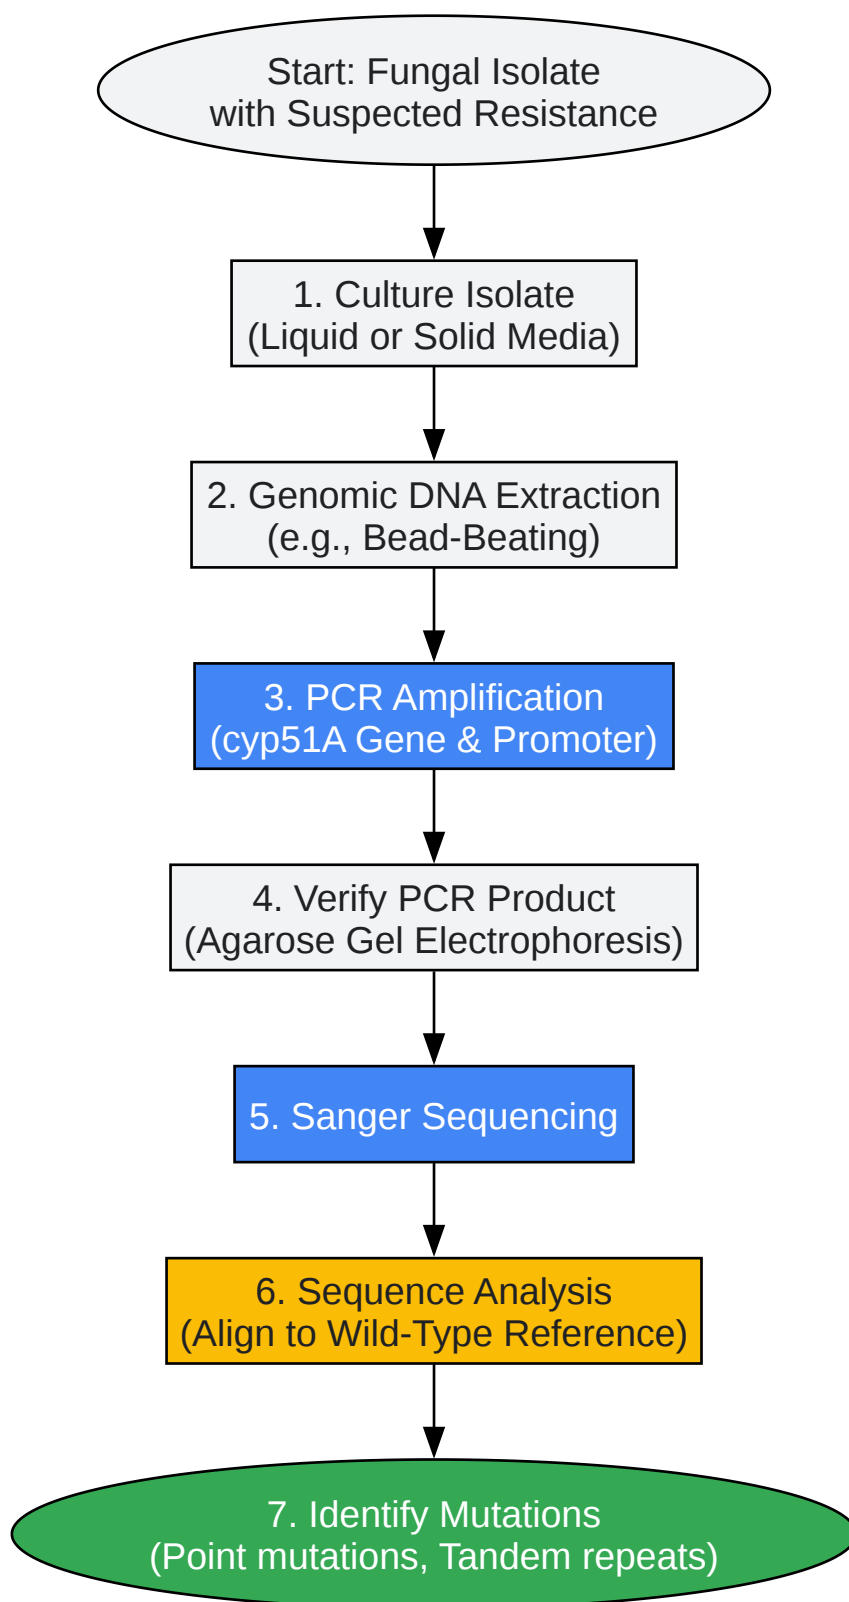 Start: Fungal Isolate
with Suspected Resistance
1. Culture Isolate
(Liquid or Solid Media)
2. Genomic DNA Extraction
(e.g., Bead-Beating)
3. PCR Amplification
(cyp51A Gene & Promoter)
4. Verify PCR Product
(Agarose Gel Electrophoresis)
5. Sanger Sequencing
6. Sequence Analysis
(Align to Wild-Type Reference)
7. Identify Mutations
(Point mutations, Tandem repeats)